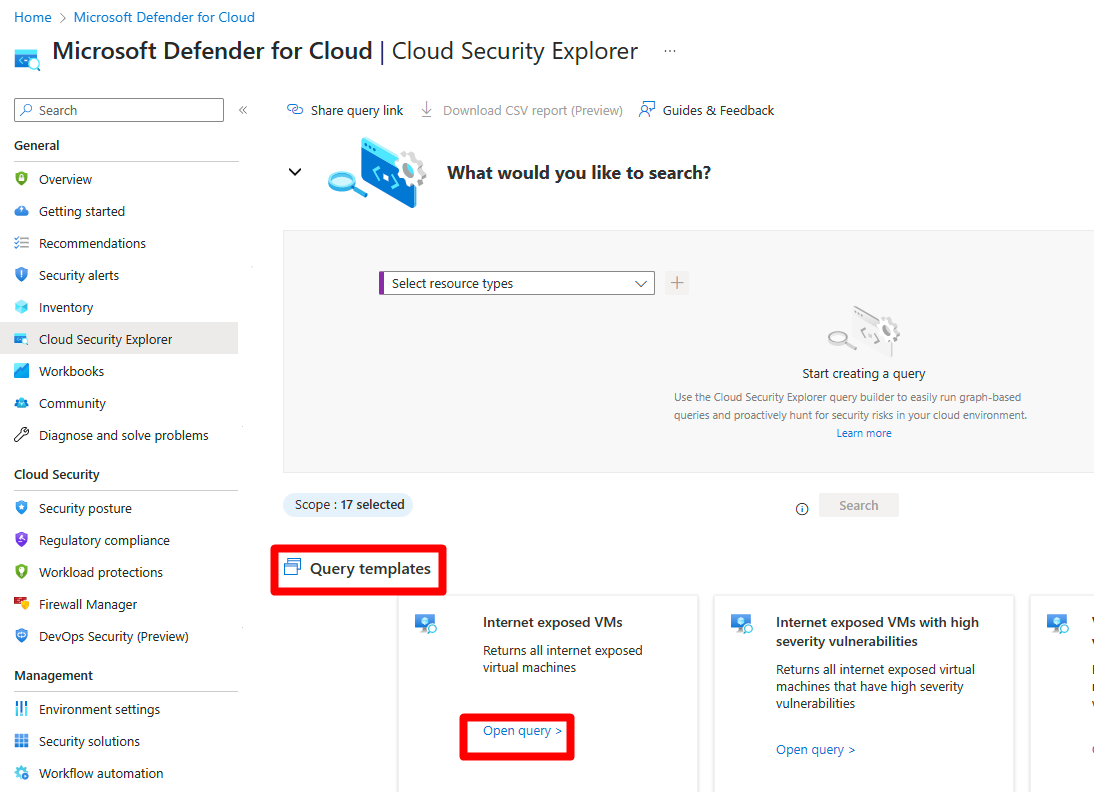 Home > Microsoft Defender for Cloud
Microsoft Defender for Cloud | Cloud Security Explorer ...
Search «
Share query link
Download CSV report (Preview)
Guides & Feedback
General
Overview
Getting started
Recommendations
Security alerts
Inventory
Cloud Security Explorer
Workbooks
Community
Diagnose and solve problems
Cloud Security
Security posture
Regulatory compliance
Workload protections
Firewall Manager
DevOps Security (Preview)
Management
Environment settings
Security solutions
Workflow automation
What would you like to search?
Select resource types
Start creating a query
Use the Cloud Security Explorer query builder to easily run graph-based
queries and proactively hunt for security risks in your cloud environment.
Learn more
Scope : 17 selected
Search
Query templates
Internet exposed VMs
Returns all internet exposed
virtual machines
Open query >
Internet exposed VMs with high
severity vulnerabilities
Returns all internet exposed virtual
machines that have high severity
vulnerabilities
Open query >